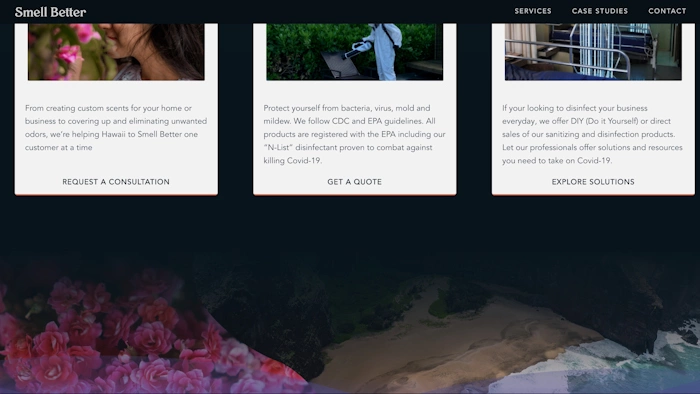 Smell Better
SERVICES
CASE STUDIES
CONTACT
From creating custom scents for your home or
business to covering up and eliminating unwanted
odors, we're helping Hawaii to Smell Better one
customer at a time
REQUEST A CONSULTATION
Protect yourself from bacteria, virus, mold and
mildew. We follow CDC and EPA guidelines. All
products are registered with the EPA including our
"N-List" disinfectant proven to combat against
killing Covid-19.
GET A QUOTE
If your looking to disinfect your business
everyday, we offer DIY (Do it Yourself) or direct
sales of our sanitizing and disinfection products.
Let our professionals offer solutions and resources
you need to take on Covid-19.
EXPLORE SOLUTIONS